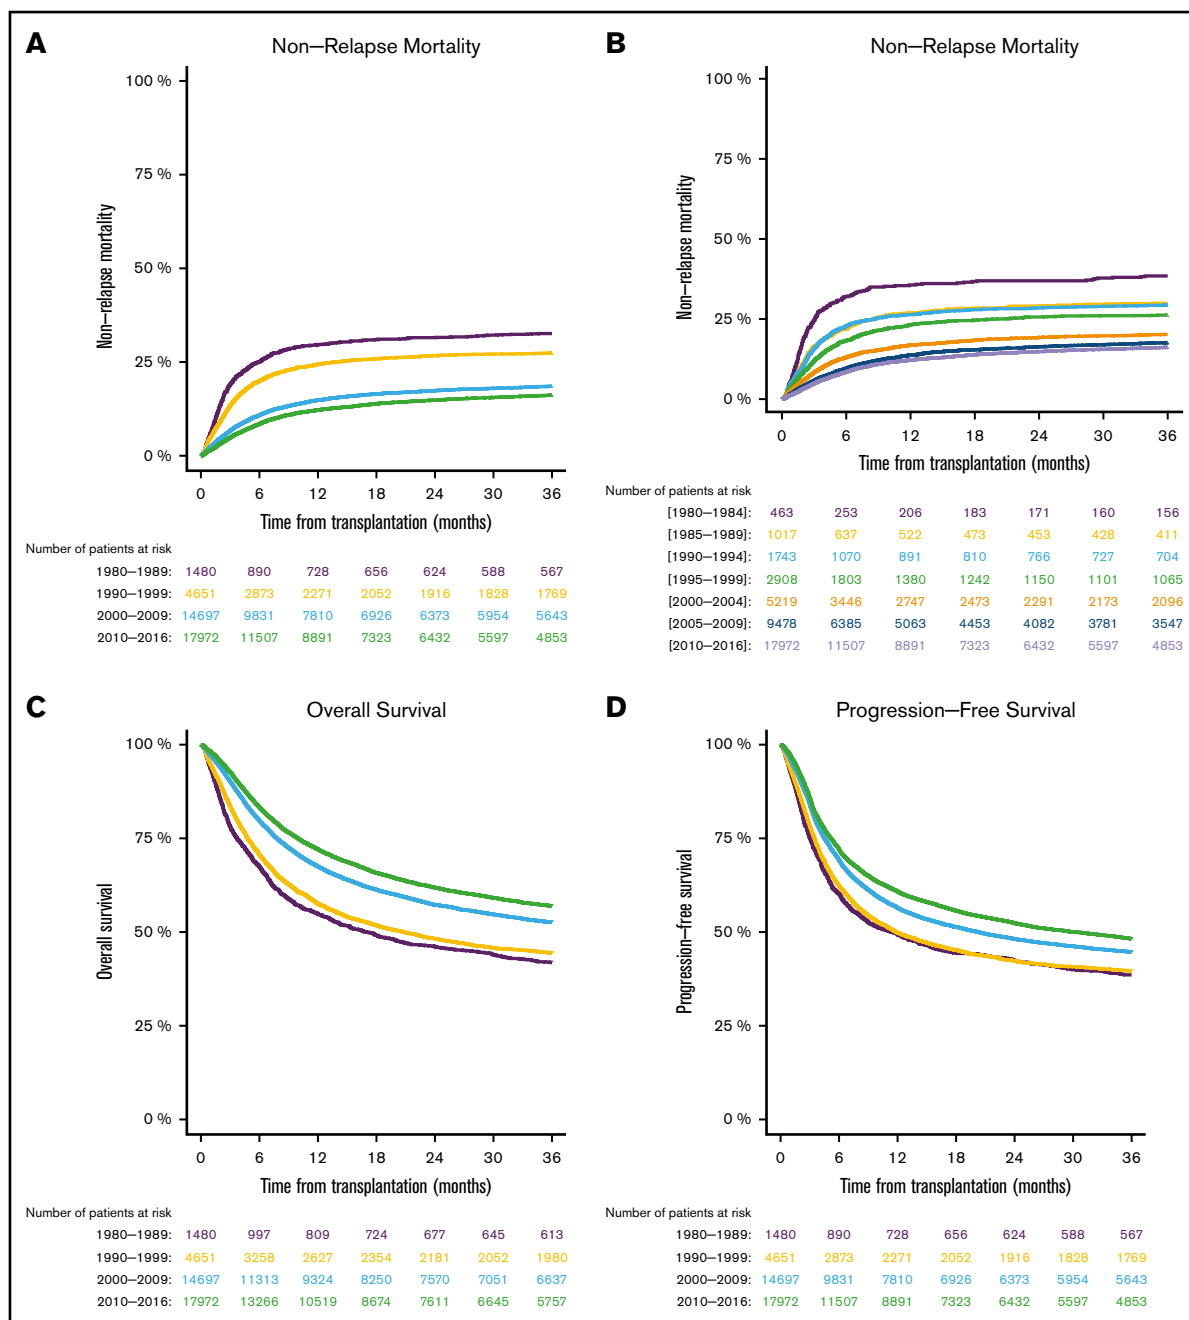 A
Non—Relapse Mortality
100 %
75 %
50 %
25 %
0 %
Non—relapse mortality
0 6 12 18 24 30 36
Time from transplantation (months)
Number of patients at risk
1980—1989: 1480 890 728 656 624 588 567
1990—1999: 4651 2873 2271 2052 1916 1828 1769
2000—2009: 14697 9831 7810 6926 6373 5954 5643
2010—2016: 17972 11507 8891 7323 6432 5597 4853
B
Non—Relapse Mortality
100 %
75 %
50 %
25 %
0 %
Non—relapse mortality
0 6 12 18 24 30 36
Time from transplantation (months)
Number of patients at risk
[1980—1984]: 463 253 206 183 171 160 156
[1985—1989]: 1017 637 522 473 453 428 411
[1990—1994]: 1743 1070 891 810 766 727 704
[1995—1999]: 2908 1803 1380 1242 1150 1101 1065
[2000—2004]: 5219 3446 2747 2473 2291 2173 2096
[2005—2009]: 9478 6385 5063 4453 4082 3781 3547
[2010—2016]: 17972 11507 8891 7323 6432 5597 4853
C
Overall Survival
100 %
75 %
50 %
25 %
0 %
Overall survival
0 6 12 18 24 30 36
Time from transplantation (months)
Number of patients at risk
1980—1989: 1480 997 809 724 677 645 613
1990—1999: 4651 3258 2627 2354 2181 2052 1980
2000—2009: 14697 11313 9324 8250 7570 7051 6637
2010—2016: 17972 13266 10519 8674 7611 6645 5757
D
Progression—Free Survival
100 %
75 %
50 %
25 %
0 %
Progression—free survival
0 6 12 18 24 30 36
Time from transplantation (months)
Number of patients at risk
1980—1989: 1480 890 728 656 624 588 567
1990—1999: 4651 2873 2271 2052 1916 1828 1769
2000—2009: 14697 9831 7810 6926 6373 5954 5643
2010—2016: 17972 11507 8891 7323 6432 5597 4853